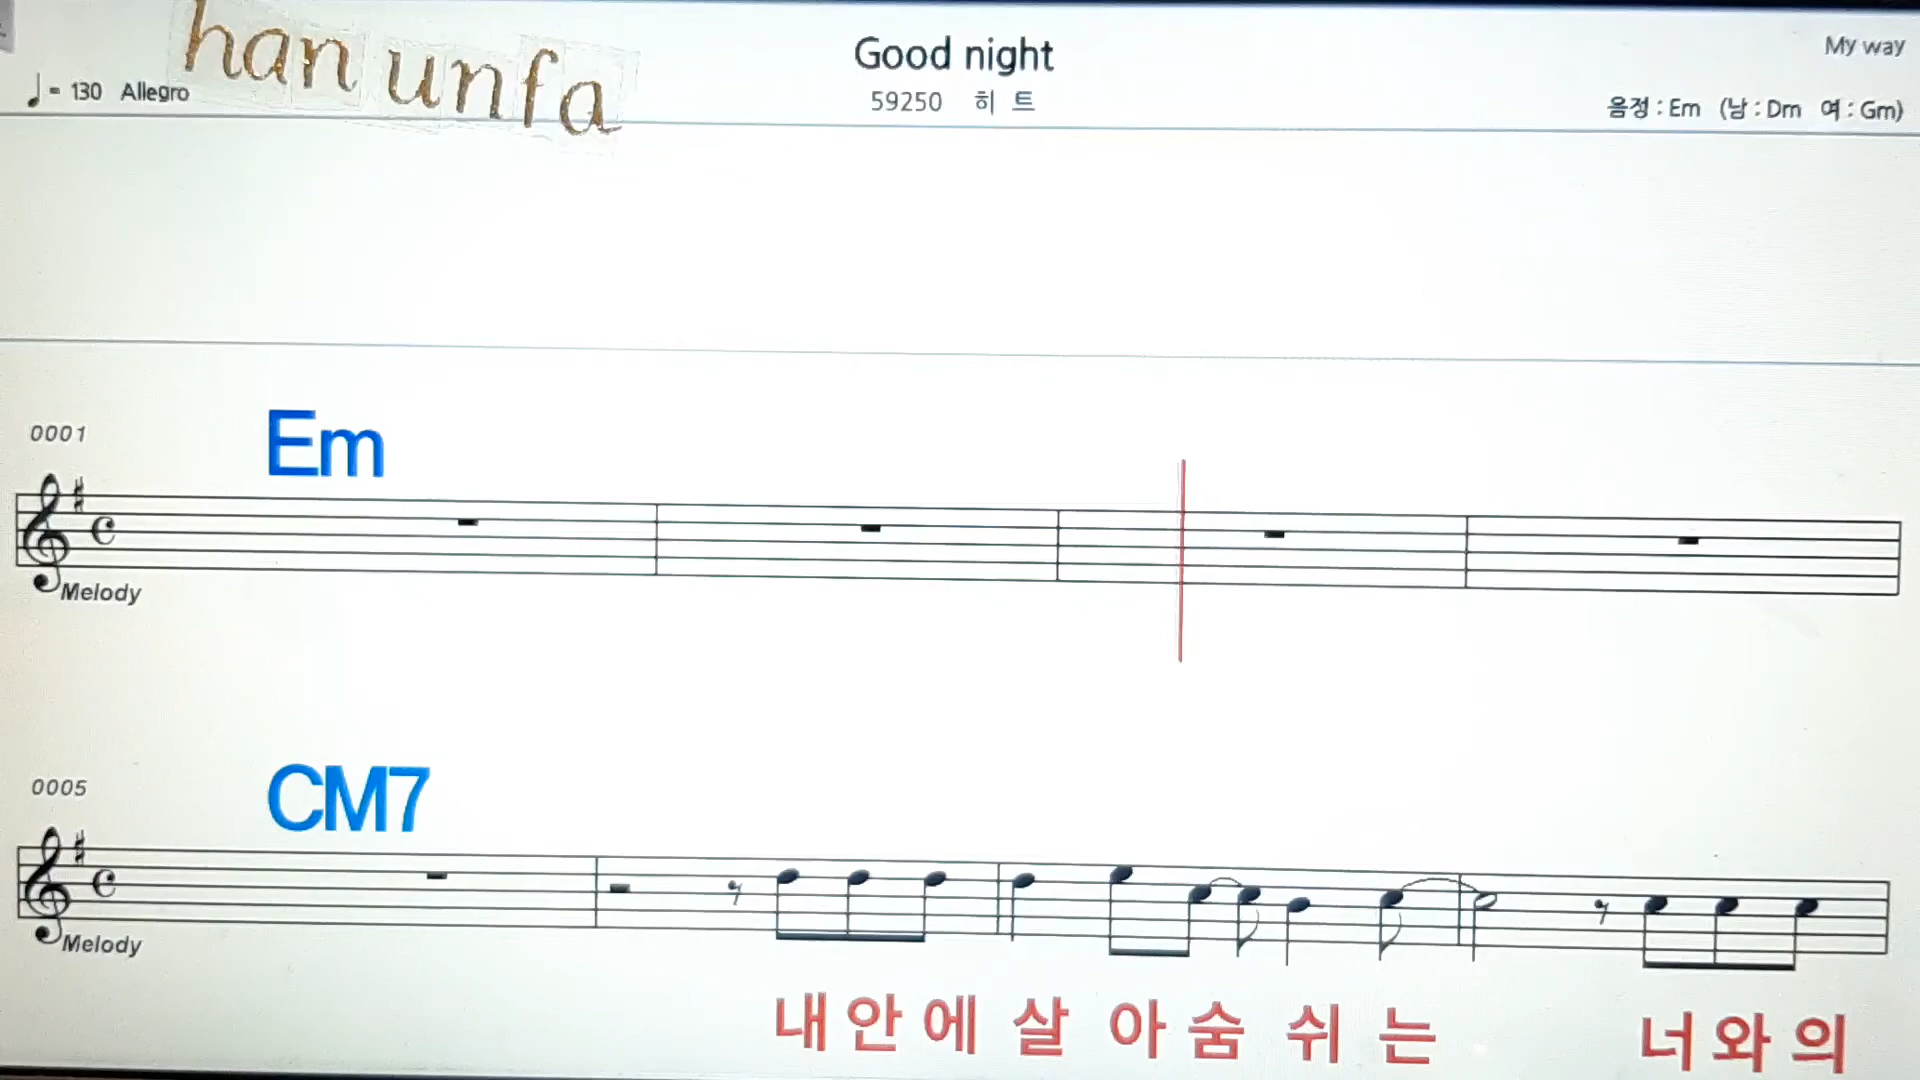 han unfa
Good night
My way
♩= 130 Allegro
59250 히 트
음정 : Em (남 : Dm 여 : Gm)
0001
Em
Melody
0005
CM7
Melody
내 안 에 살 아 숨 쉬 는 너 와 의